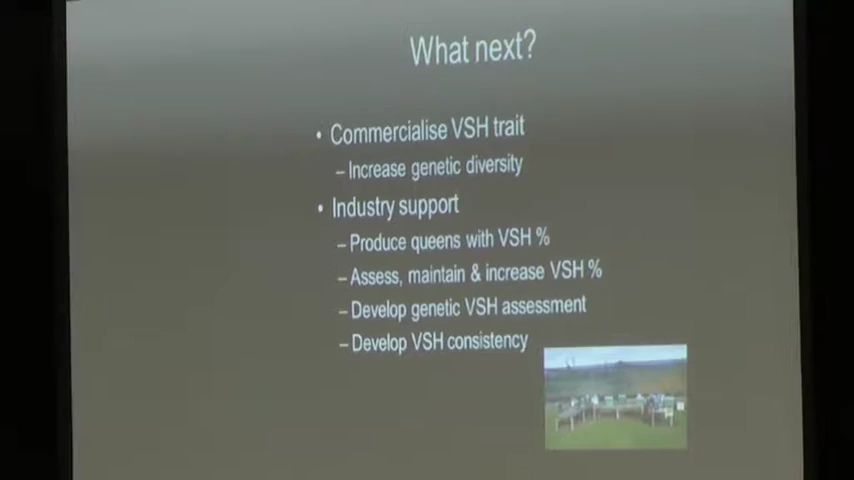 What next?
• Commercialise VSH trait
– Increase genetic diversity
• Industry support
– Produce queens with VSH %
– Assess, maintain & increase VSH %
– Develop genetic VSH assessment
– Develop VSH consistency